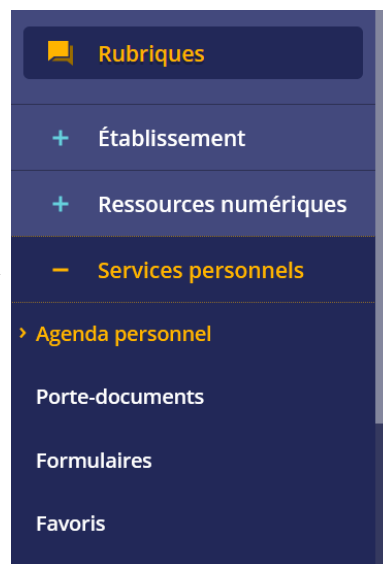 Rubriques
+ Établissement
+ Ressources numériques
− Services personnels
› Agenda personnel
Porte-documents
Formulaires
Favoris